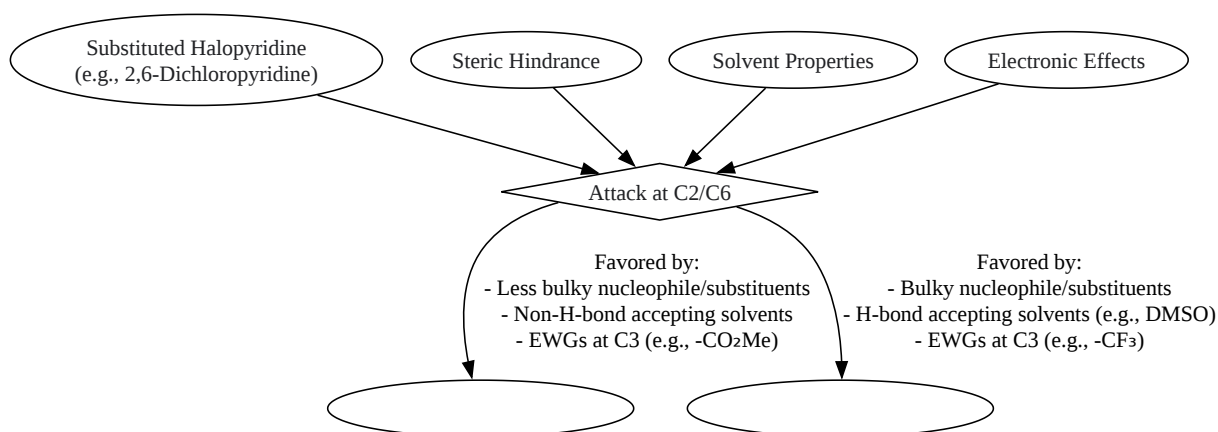 Substituted Halopyridine
(e.g., 2,6-Dichloropyridine)
Steric Hindrance
Solvent Properties
Electronic Effects
Attack at C2/C6
Favored by:
- Less bulky nucleophile/substituents
- Non-H-bond accepting solvents
- EWGs at C3 (e.g., -CO₂Me)
Favored by:
- Bulky nucleophile/substituents
- H-bond accepting solvents (e.g., DMSO)
- EWGs at C3 (e.g., -CF₃)